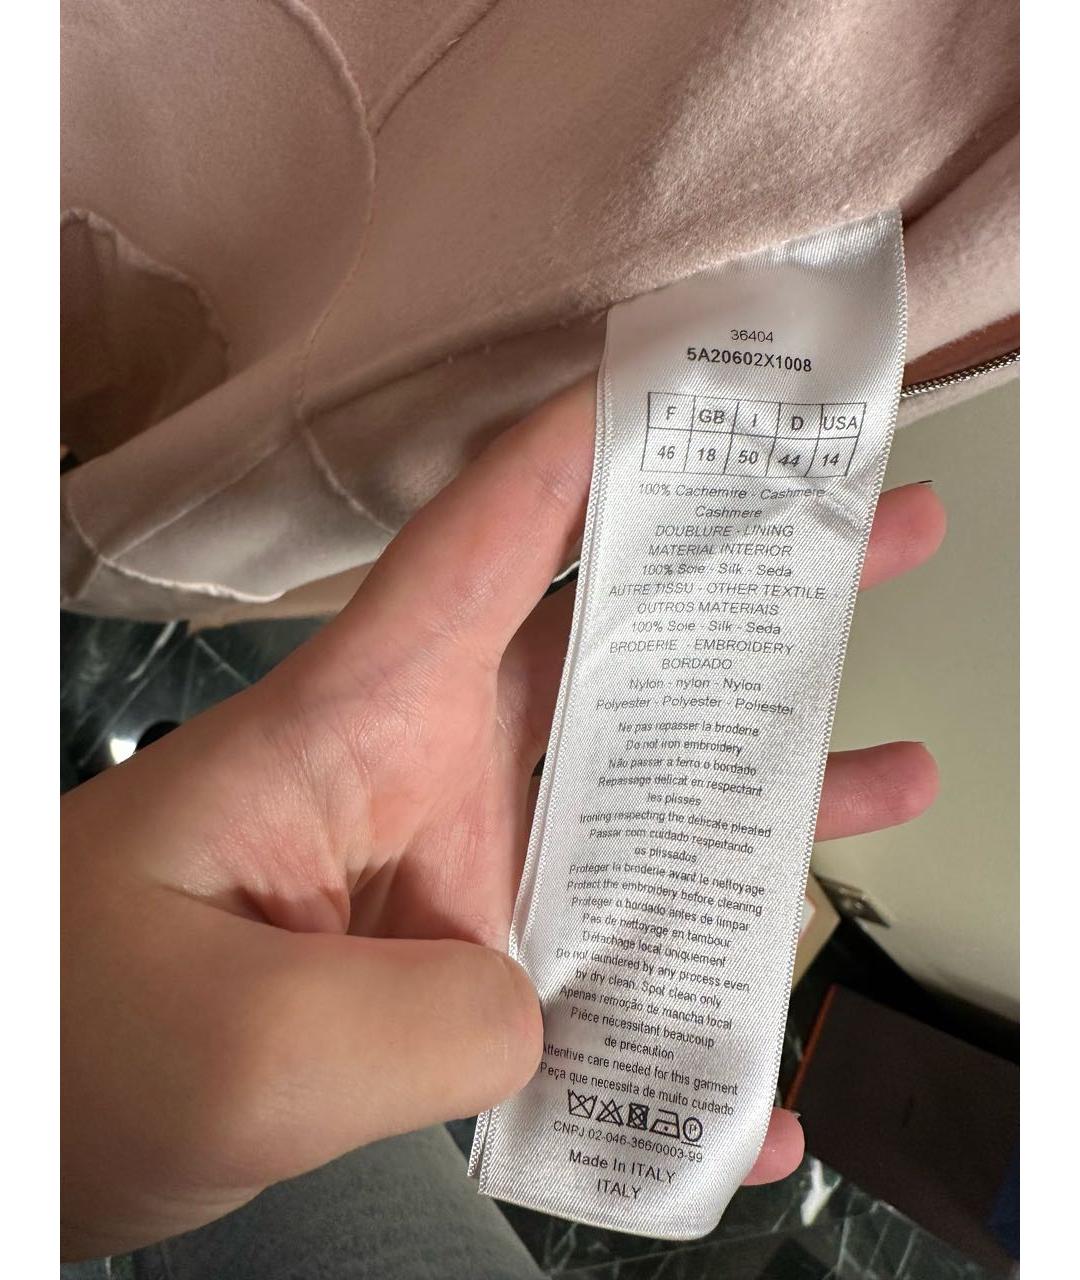 36404
5A20602X1008
F GB I D USA
46 18 50 44 14
100% Cachemire - Cashmere
Cashmere
DOUBLURE - LINING
MATERIAL INTERIOR
100% Soie - Silk - Seda
AUTRE TISSU - OTHER TEXTILE
OUTROS MATERIAIS
100% Soie - Silk - Seda
BRODERIE - EMBROIDERY
BORDADO
Nylon - nylon - Nylon
Polyester - Polyester - Poliester
Ne pas repasser la broderie
Do not iron embroidery
Não passar a ferro o bordado
Repassage délicat en respectant
les plissés
Ironing respecting the delicate pleated
Passar com cuidado respeitando
os plissados
Protéger la broderie avant le nettoyage
Protect the embroidery before cleaning
Proteger o bordado antes de limpar
Pas de nettoyage en tambour
Détachage local uniquement
Do not laundered by any process even
by dry clean. Spot clean only
Apenas remoção de mancha local
Pièce nécessitant beaucoup
de précaution
Attentive care needed for this garment
Peça que necessita de muito cuidado
P
CNPJ 02-046-366/0003-99
Made In ITALY
ITALY